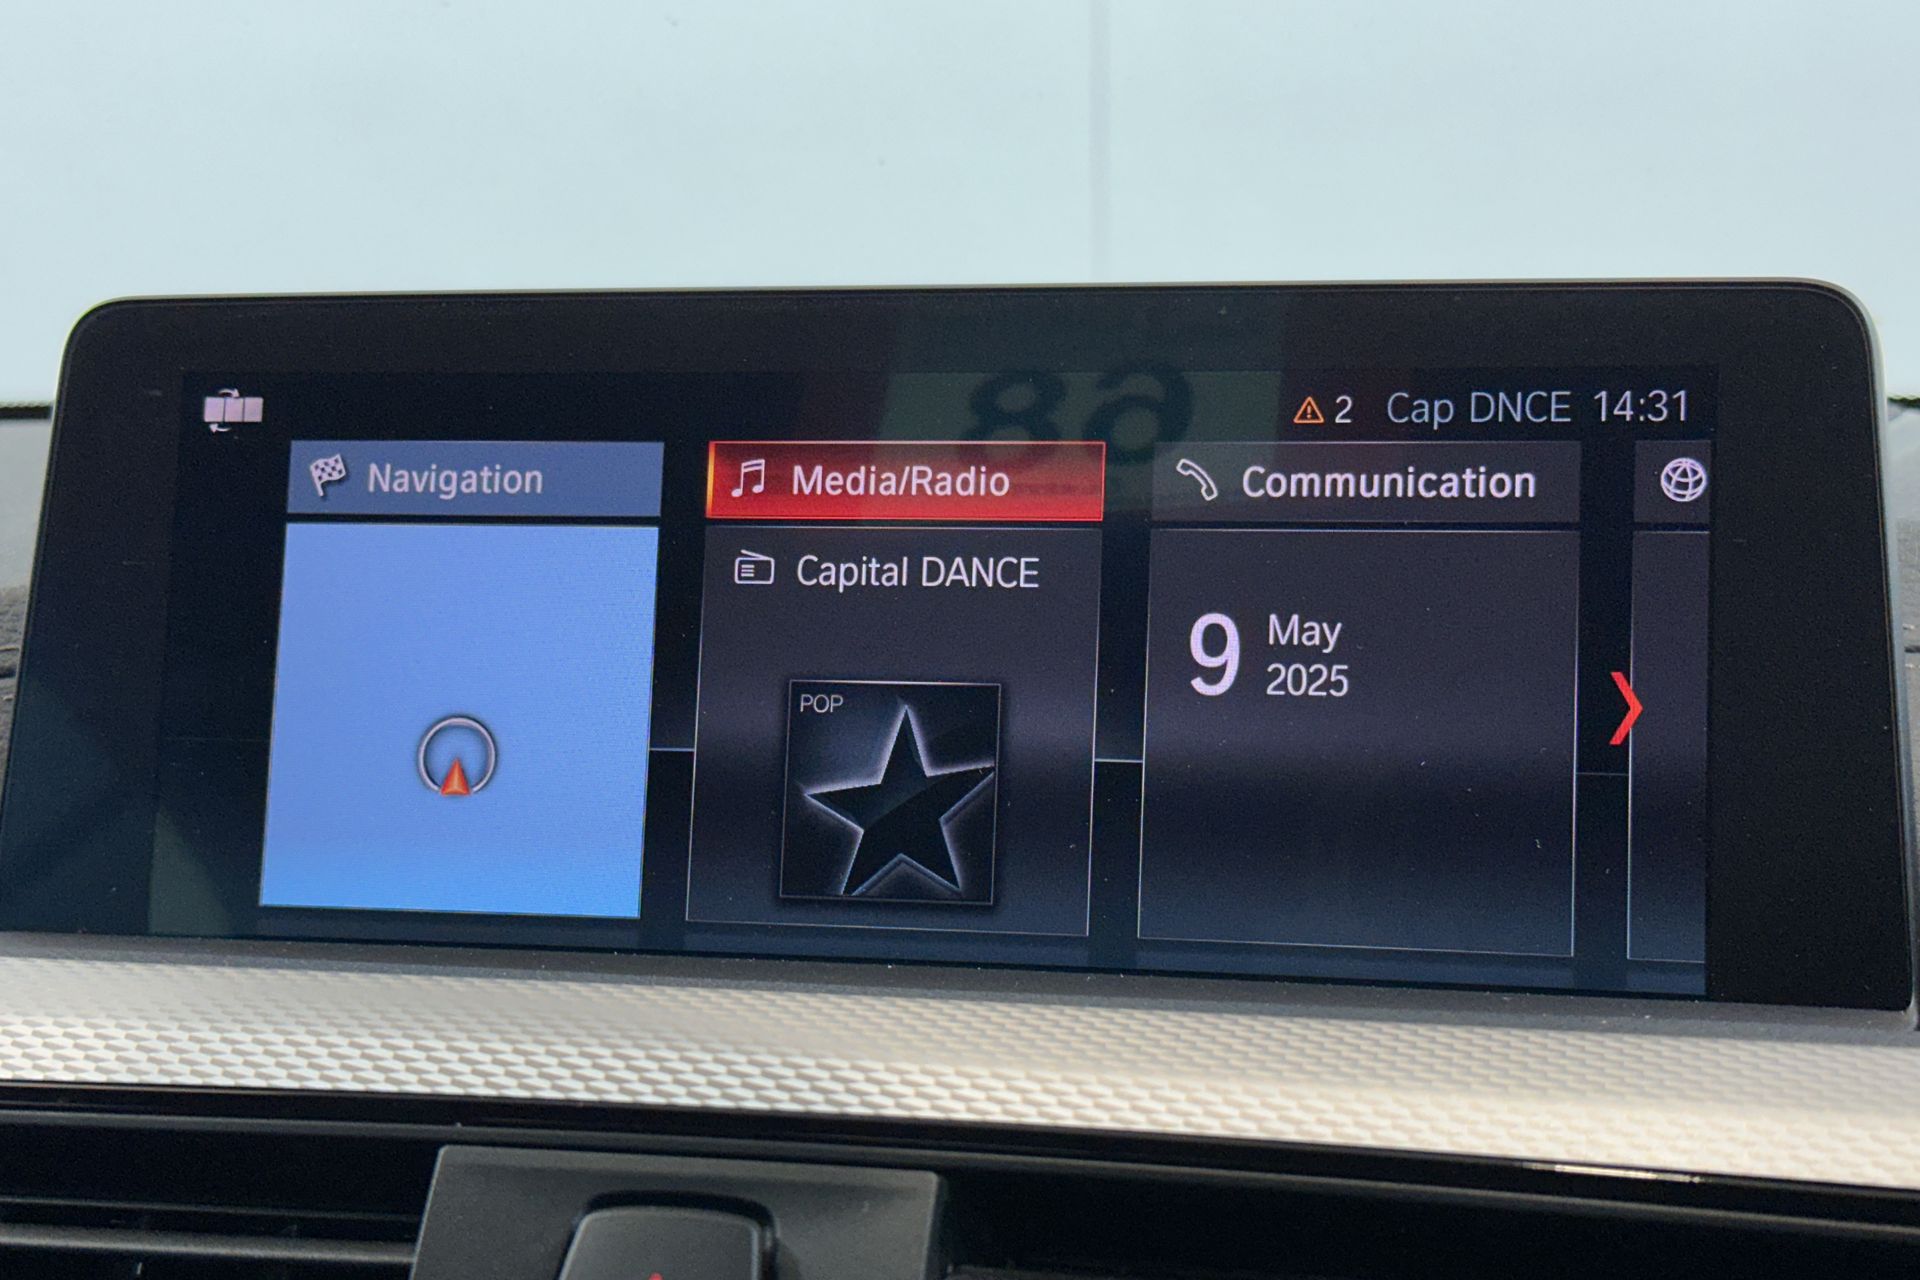 2 Cap DNCE 14:31
Navigation
Media/Radio
Communication
Capital DANCE
POP
9 May
2025